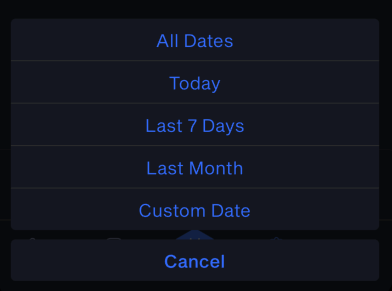 All Dates
Today
Last 7 Days
Last Month
Custom Date
Cancel